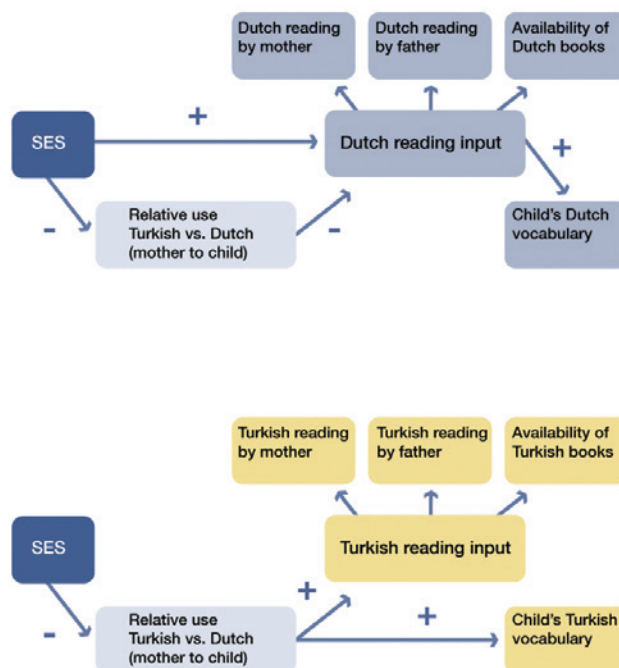 Dutch reading
by mother
Dutch reading
by father
Availability of
Dutch books
+
SES
Dutch reading input
+
-
Relative use
Turkish vs. Dutch
(mother to child)
-
Child's Dutch
vocabulary
Turkish reading
by mother
Turkish reading
by father
Availability of
Turkish books
SES
Turkish reading input
+
-
Relative use
Turkish vs. Dutch
(mother to child)
+
Child's Turkish
vocabulary